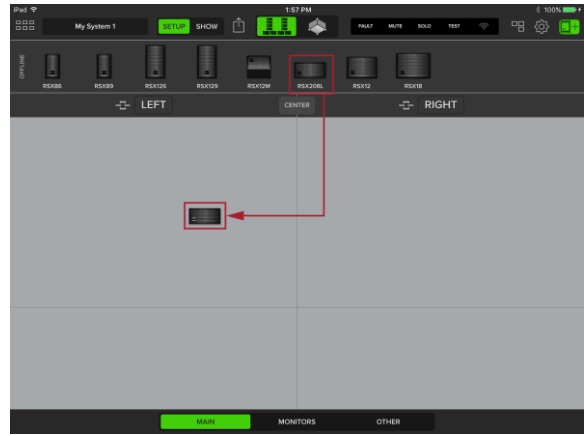 iPad 1:57 PM 100%
My System 1 SETUP SHOW FAULT MUTE SOLO TEST
OFFLINE
RSX86 RSX89 RSX126 RSX129 RSX12M RSX208L RSX12 RSX18
LEFT CENTER RIGHT
MAIN MONITORS OTHER